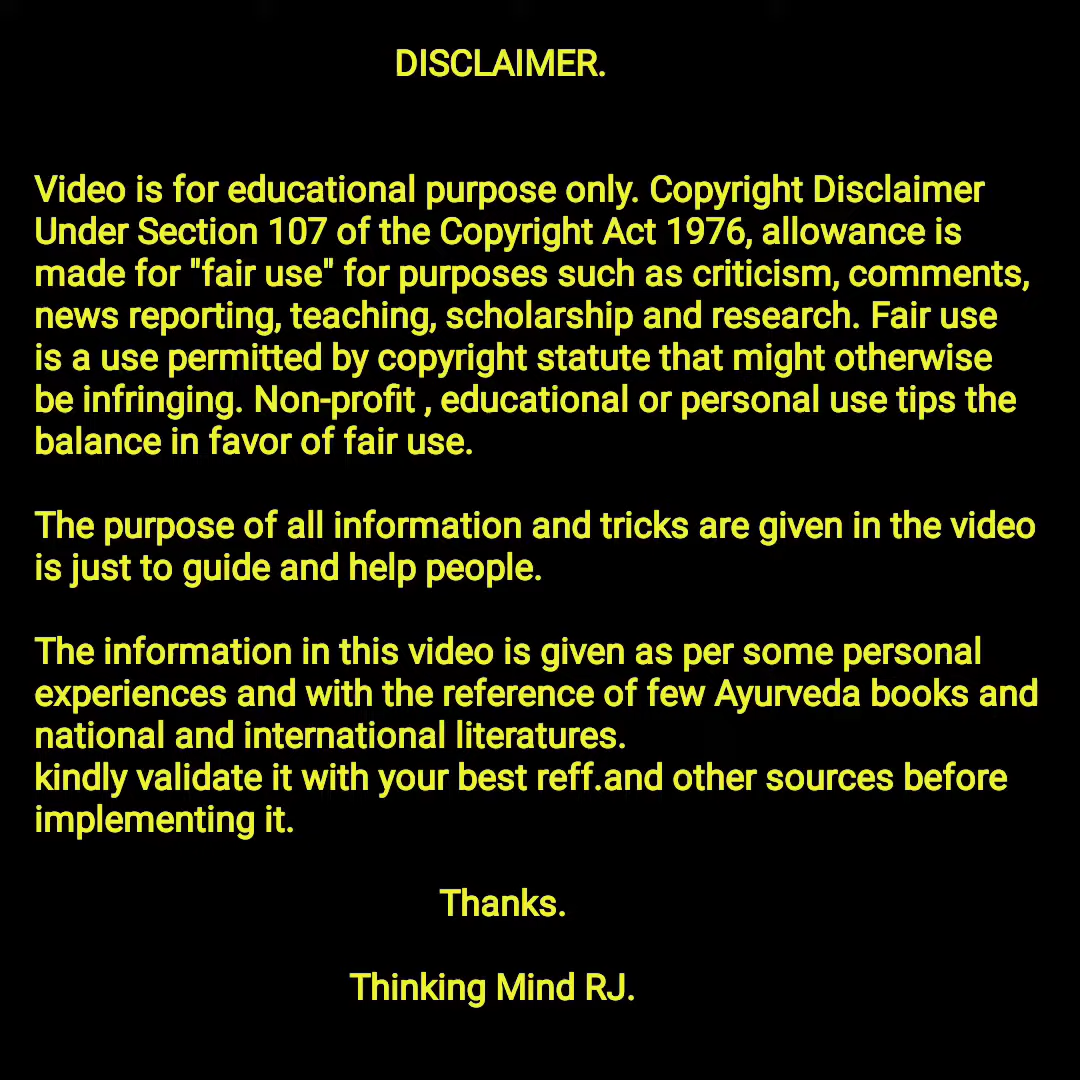 DISCLAIMER.
Video is for educational purpose only. Copyright Disclaimer
Under Section 107 of the Copyright Act 1976, allowance is
made for "fair use" for purposes such as criticism, comments,
news reporting, teaching, scholarship and research. Fair use
is a use permitted by copyright statute that might otherwise
be infringing. Non-profit , educational or personal use tips the
balance in favor of fair use.
The purpose of all information and tricks are given in the video
is just to guide and help people.
The information in this video is given as per some personal
experiences and with the reference of few Ayurveda books and
national and international literatures.
kindly validate it with your best reff.and other sources before
implementing it.
Thanks.
Thinking Mind RJ.